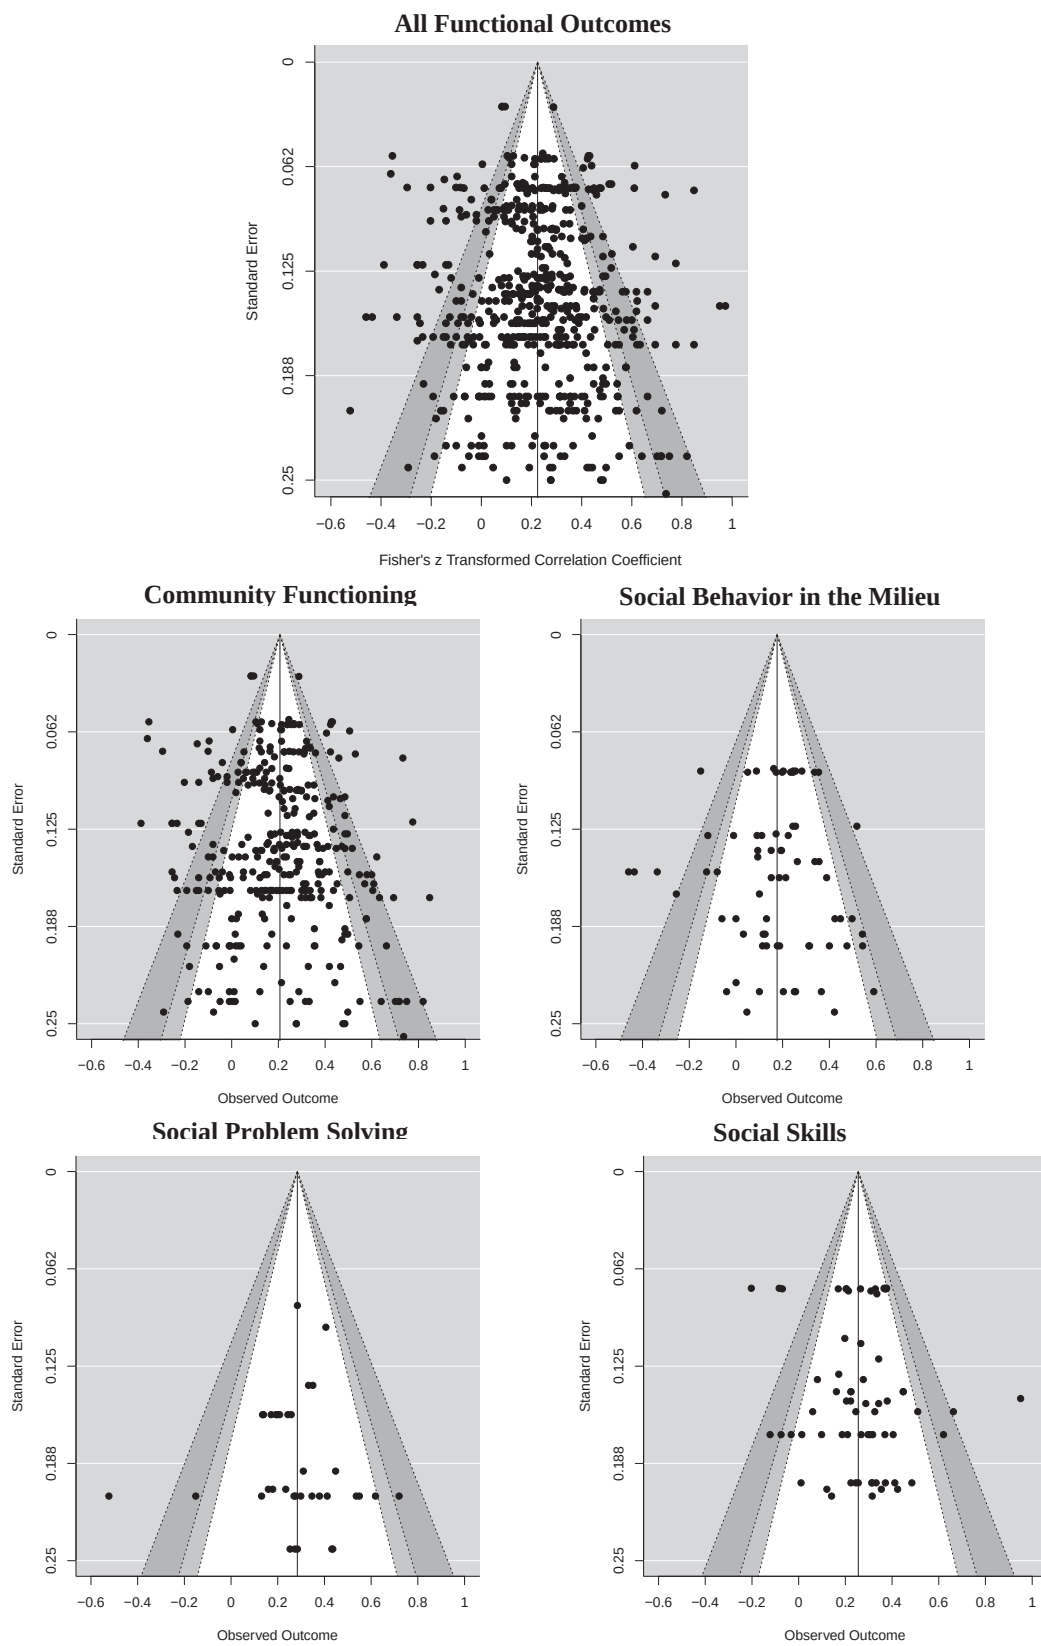 All Functional Outcomes
0
0.062
0.125
0.188
0.25
Standard Error
−0.6 −0.4 −0.2 0 0.2 0.4 0.6 0.8 1
Fisher's z Transformed Correlation Coefficient
Community Functioning
0
0.062
0.125
0.188
0.25
Standard Error
−0.6 −0.4 −0.2 0 0.2 0.4 0.6 0.8 1
Observed Outcome
Social Behavior in the Milieu
0
0.062
0.125
0.188
0.25
Standard Error
−0.6 −0.4 −0.2 0 0.2 0.4 0.6 0.8 1
Observed Outcome
Social Problem Solving
0
0.062
0.125
0.188
0.25
Standard Error
−0.6 −0.4 −0.2 0 0.2 0.4 0.6 0.8 1
Observed Outcome
Social Skills
0
0.062
0.125
0.188
0.25
Standard Error
−0.6 −0.4 −0.2 0 0.2 0.4 0.6 0.8 1
Observed Outcome